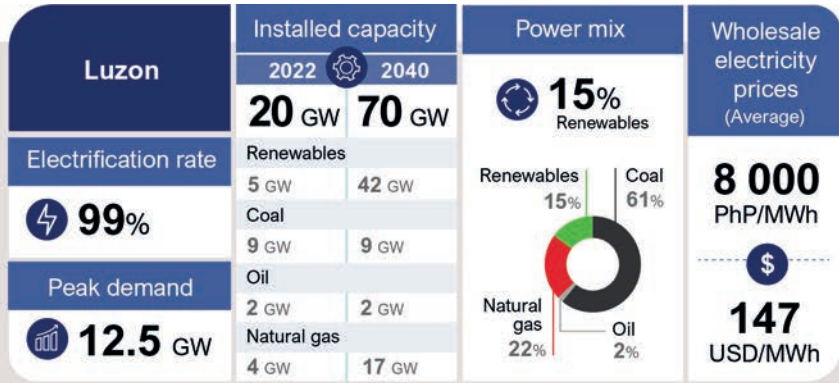 Luzon
Electrification rate
99%
Peak demand
12.5 GW
Installed capacity
2022 2040
20 GW 70 GW
Renewables
5 GW 42 GW
Coal
9 GW 9 GW
Oil
2 GW 2 GW
Natural gas
4 GW 17 GW
Power mix
15%
Renewables
Renewables
15%
Coal
61%
Natural
gas
22%
Oil
2%
Wholesale
electricity
prices
(Average)
8 000
PhP/MWh
$
147
USD/MWh